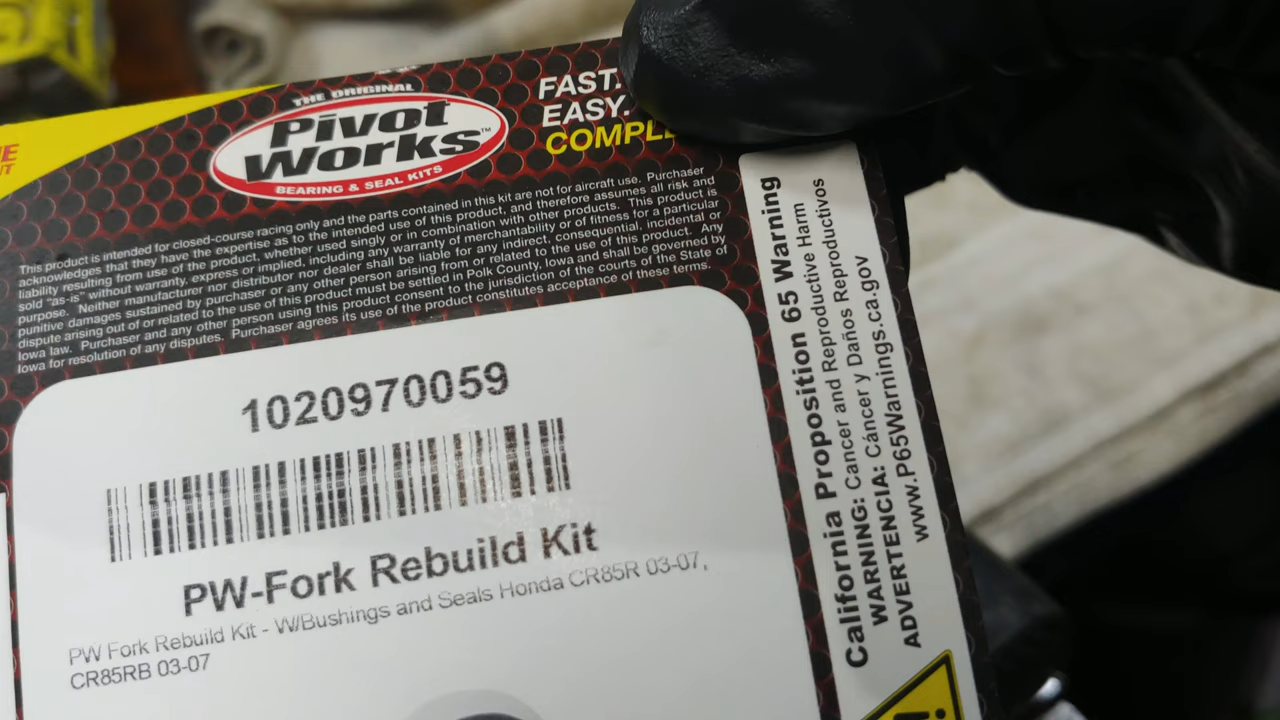 THE ORIGINAL
Pivot
Works™
BEARING & SEAL KITS
FAST.
EASY.
COMPL
This product is intended for closed-course racing only and the parts contained in this kit are not for aircraft use. Purchaser
acknowledges that they have the expertise as to the intended use of this product, and therefore assumes all risk and
liability resulting from use of the product, whether used singly or in combination with other products. This product is
sold "as-is" without warranty, express or implied, including any warranty of merchantability or of fitness for a particular
purpose. Neither manufacturer nor distributor nor dealer shall be liable for any indirect, consequential, incidental or
punitive damages sustained by purchaser or any other person arising from or related to the use of this product. Any
dispute arising out of or related to the use of this product must be settled in Polk County, Iowa and shall be governed by
Iowa law. Purchaser and any other person using this product consent to the jurisdiction of the courts of the State of
Iowa for resolution of any disputes. Purchaser agrees its use of the product constitutes acceptance of these terms.
1020970059
PW-Fork Rebuild Kit
PW Fork Rebuild Kit - W/Bushings and Seals Honda CR85R 03-07,
CR85RB 03-07
California Proposition 65 Warning
WARNING: Cancer and Reproductive Harm
ADVERTENCIA: Cáncer y Daños Reproductivos
www.P65Warnings.ca.gov